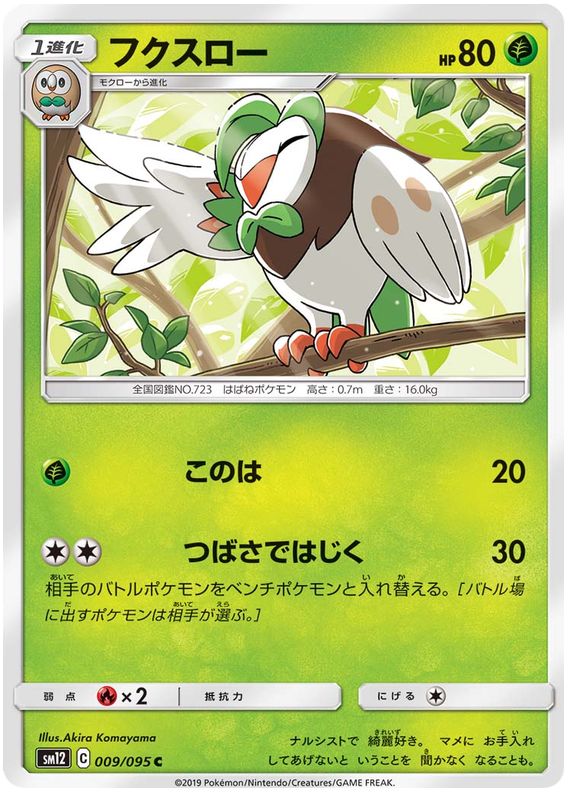 1進化 フクスロー HP80
モクローから進化
全国図鑑NO.723 はばねポケモン 高さ：0.7m 重さ：16.0kg
このは 20
つばさではじく 30
相手のバトルポケモンをベンチポケモンと入れ替える。[バトル場
に出すポケモンは相手が選ぶ。]
弱点 ×2 抵抗力 にげる
Illus.Akira Komayama
SM12 C 009/095 C
ナルシストで 綺麗好き。 マメに お手入れ
してあげないと いうことを 聞かなく なることも。
©2019 Pokémon/Nintendo/Creatures/GAME FREAK.